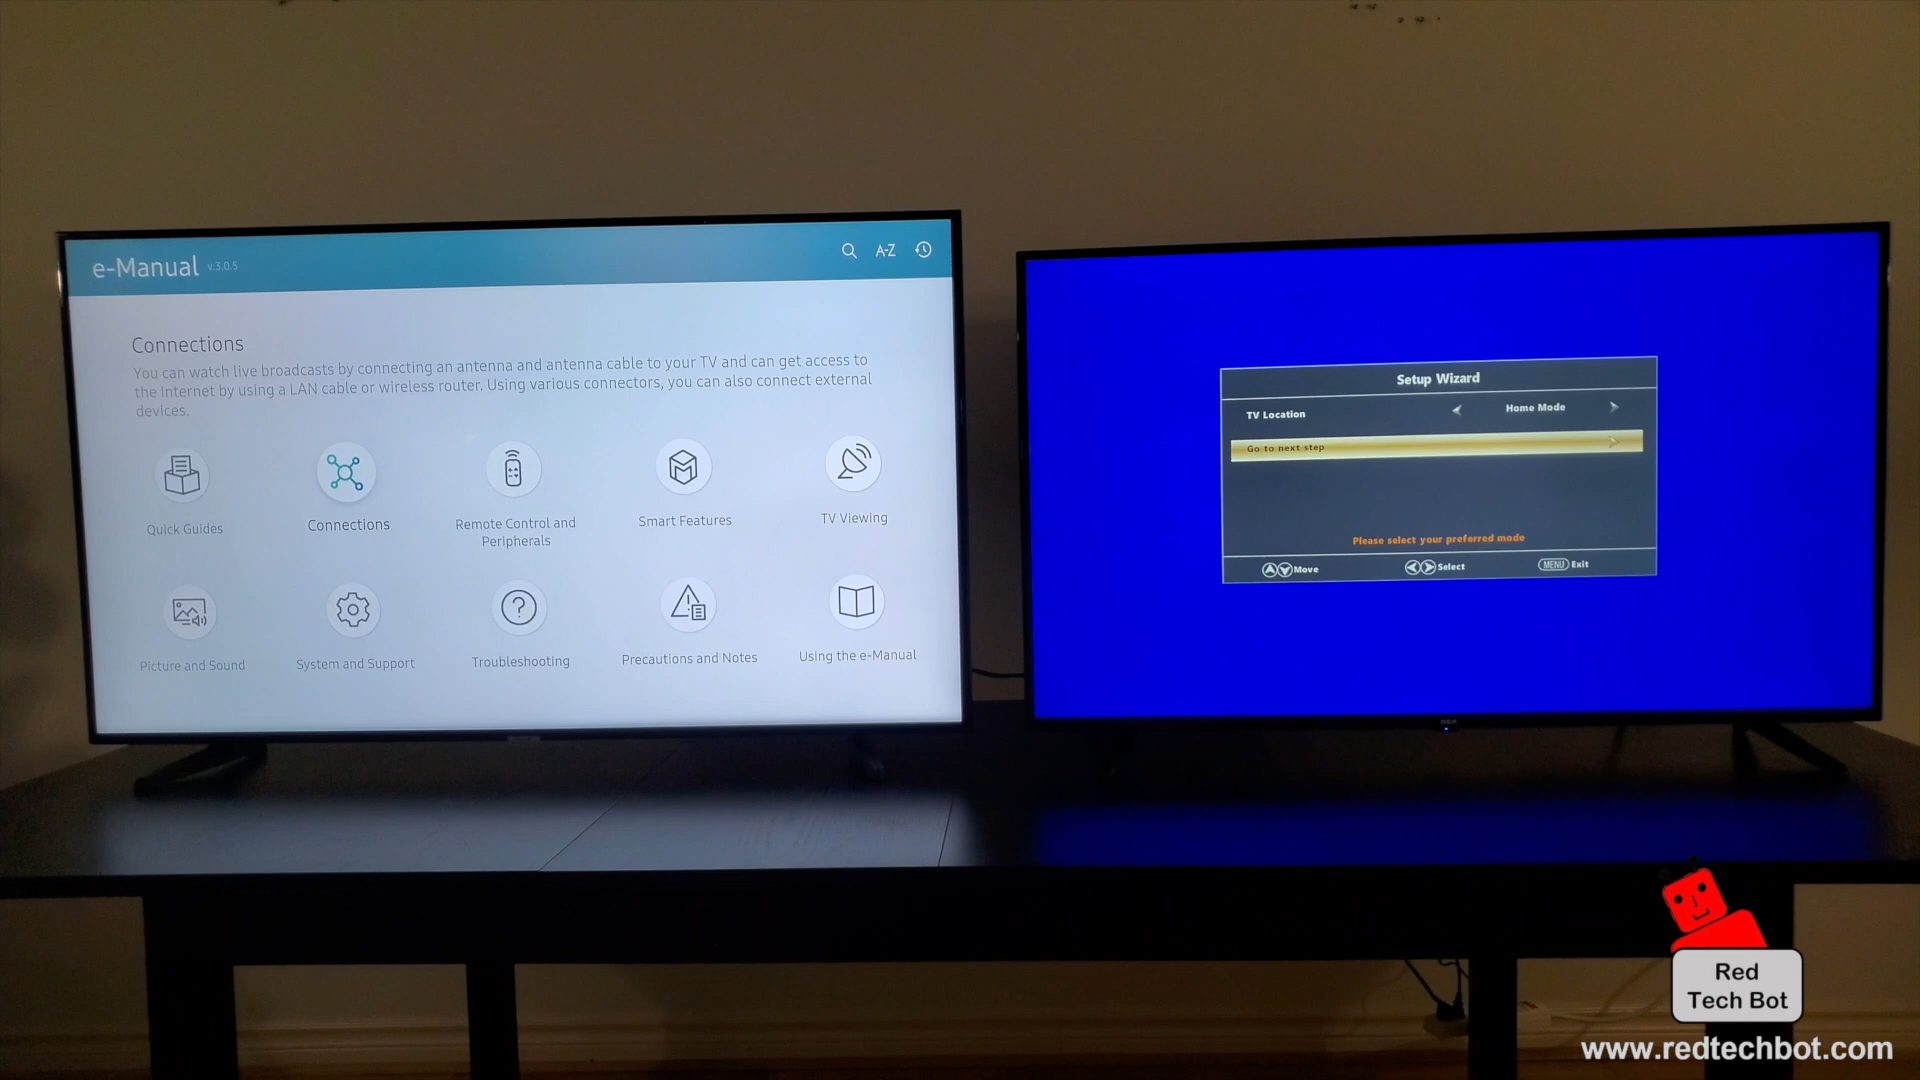 e-Manual v.3.0.5
A-Z
Connections
You can watch live broadcasts by connecting an antenna and antenna cable to your TV and can get access to
the Internet by using a LAN cable or wireless router. Using various connectors, you can also connect external
devices.
Quick Guides
Connections
Remote Control and
Peripherals
Smart Features
TV Viewing
Picture and Sound
System and Support
Troubleshooting
Precautions and Notes
Using the e-Manual
Setup Wizard
TV Location
Home Mode
Go to next step
Please select your preferred mode
Move
Select
MENU Exit
Red
Tech Bot
www.redtechbot.com